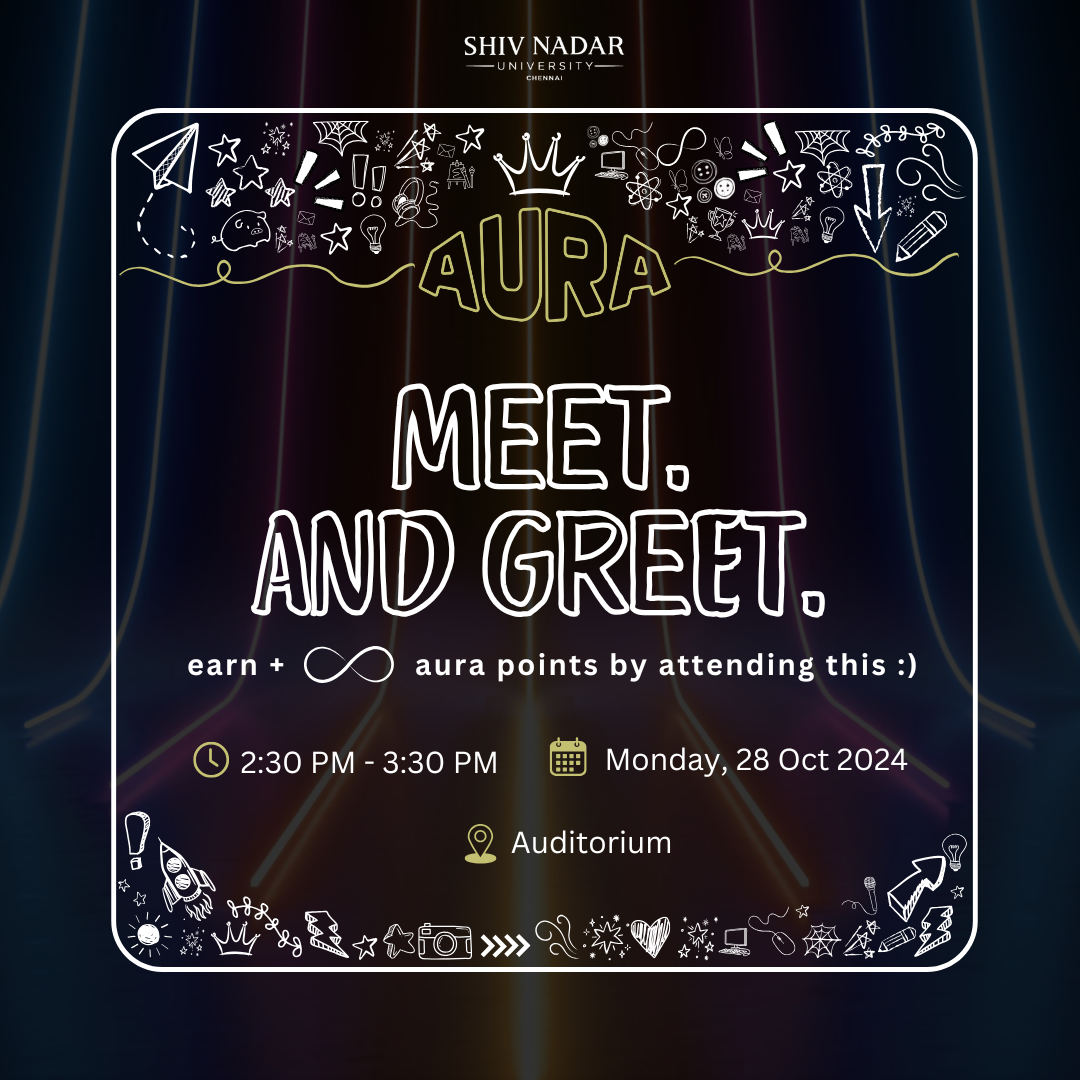 SHIV NADAR
UNIVERSITY
CHENNAI
AURA
MEET.
AND GREET.
earn + ∞ aura points by attending this :)
2:30 PM - 3:30 PM
Monday, 28 Oct 2024
Auditorium